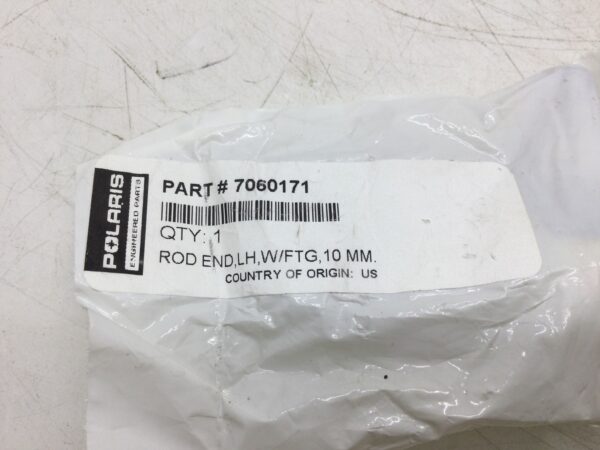 POLARIS
ENGINEERED PARTS
PART # 7060171
QTY: 1
ROD END,LH,W/FTG,10 MM.
COUNTRY OF ORIGIN: US